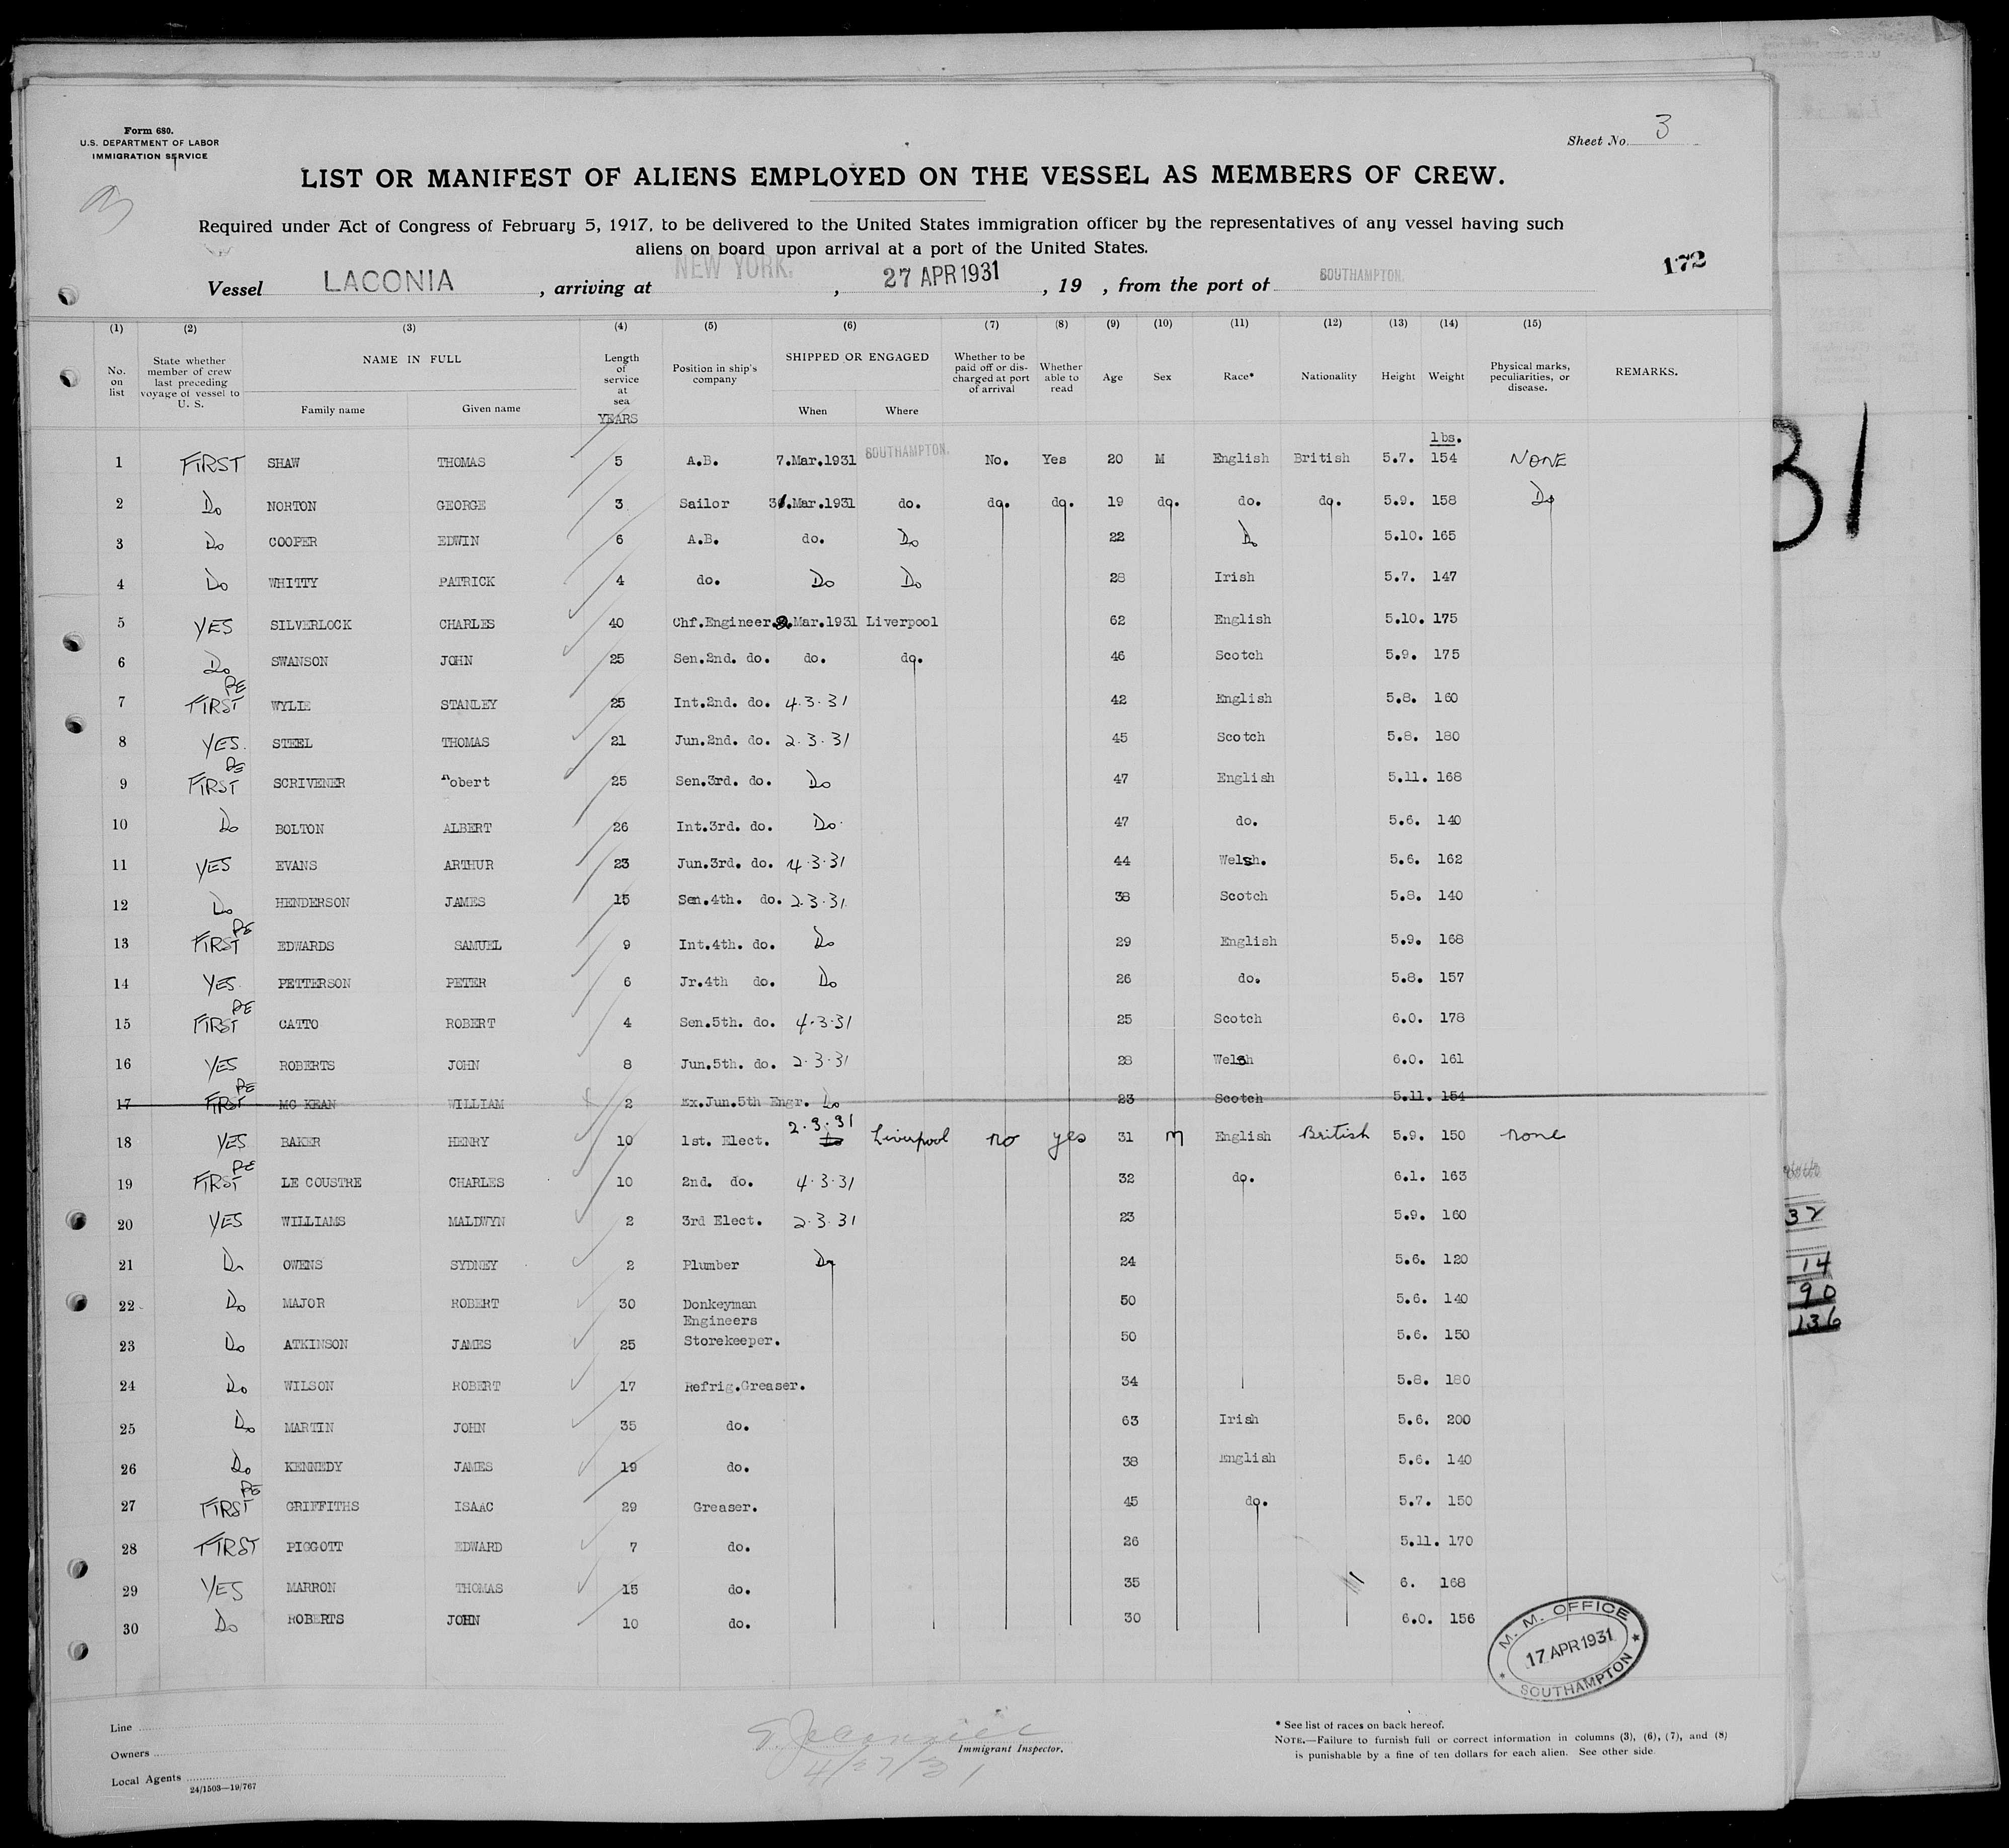 Form 680.
U.S. DEPARTMENT OF LABOR
IMMIGRATION SERVICE
Sheet No. 3
LIST OR MANIFEST OF ALIENS EMPLOYED ON THE VESSEL AS MEMBERS OF CREW.
Required under Act of Congress of February 5, 1917, to be delivered to the United States immigration officer by the representatives of any vessel having such
aliens on board upon arrival at a port of the United States.
172
Vessel LACONIA, arriving at NEW YORK. , 27 APR 1931 , 19 , from the port of SOUTHAMPTON.
(1) (2) (3) (4) (5) (6) (7) (8) (9) (10) (11) (12) (13) (14) (15)
No. on list State whether member of crew last preceding voyage of vessel to U. S. NAME IN FULL Family name Given name Length of service at sea YEARS Position in ship's company SHIPPED OR ENGAGED When Where Whether to be paid off or discharged at port of arrival Whether able to read Age Sex Race* Nationality Height Weight Physical marks, peculiarities, or disease. REMARKS.
lbs.
1 FIRST SHAW THOMAS 5 A.B. 7.Mar.1931 SOUTHAMPTON. No. Yes 20 M English British 5.7. 154 NONE
2 Do NORTON GEORGE 3 Sailor 31.Mar.1931 do. do. do. 19 do. do. do. 5.9. 158 Do
3 Do COOPER EDWIN 6 A.B. do. Do 22 Do 5.10. 165
4 Do WHITTY PATRICK 4 do. Do Do 28 Irish 5.7. 147
5 YES SILVERLOCK CHARLES 40 Chf.Engineer. 2.Mar.1931 Liverpool 62 English 5.10. 175
6 Do SWANSON JOHN 25 Sen.2nd. do. do. do. 46 Scotch 5.9. 175
7 FIRST RE WYLIE STANLEY 25 Int.2nd. do. 4.3.31 42 English 5.8. 160
8 YES. STEEL THOMAS 21 Jun.2nd. do. 2.3.31 45 Scotch 5.8. 180
9 FIRST RE SCRIVENER Robert 25 Sen.3rd. do. Do 47 English 5.11. 168
10 Do BOLTON ALBERT 26 Int.3rd. do. Do. 47 do. 5.6. 140
11 YES EVANS ARTHUR 23 Jun.3rd. do. 4.3.31 44 Welsh. 5.6. 162
12 Do HENDERSON JAMES 15 Sen.4th. do. 2.3.31. 38 Scotch 5.8. 140
13 FIRST RE EDWARDS SAMUEL 9 Int.4th. do. Do 29 English 5.9. 168
14 YES. PETTERSON PETER 6 Jr.4th do. Do 26 do. 5.8. 157
15 FIRST RE CATTO ROBERT 4 Sen.5th. do. 4.3.31 25 Scotch 6.0. 178
16 YES ROBERTS JOHN 8 Jun.5th. do. 2.3.31 28 Welsh 6.0. 161
17 FIRST RE MC KEAN WILLIAM 2 Ex.Jun.5th Engr. Do 23 Scotch 5.11. 154
18 YES BAKER HENRY 10 1st. Elect. 2.3.31 Do Liverpool no yes 31 m English British 5.9. 150 none
19 FIRST RE LE COUSTRE CHARLES 10 2nd. do. 4.3.31 32 do. 6.1. 163
20 YES WILLIAMS MALDWYN 2 3rd Elect. 2.3.31 23 5.9. 160
21 Do OWENS SYDNEY 2 Plumber Do 24 5.6. 120
22 Do MAJOR ROBERT 30 Donkeyman 50 5.6. 140
23 Do ATKINSON JAMES 25 Engineers Storekeeper. 50 5.6. 150
24 Do WILSON ROBERT 17 Refrig.Greaser. 34 5.8. 180
25 Do MARTIN JOHN 35 do. 63 Irish 5.6. 200
26 Do KENNEDY JAMES 19 do. 38 English 5.6. 140
27 FIRST RE GRIFFITHS ISAAC 29 Greaser. 45 do. 5.7. 150
28 FIRST PIGGOTT EDWARD 7 do. 26 5.11. 170
29 YES MARRON THOMAS 15 do. 35 6. 168
30 Do ROBERTS JOHN 10 do. 30 6.0. 156
M. M. OFFICE
17 APR 1931
SOUTHAMPTON
Line
Owners
Local Agents
24/1503—19/767
Immigrant Inspector.
4/27/31
* See list of races on back hereof.
NOTE.—Failure to furnish full or correct information in columns (3), (6), (7), and (8)
is punishable by a fine of ten dollars for each alien. See other side
31
32
14
90
136